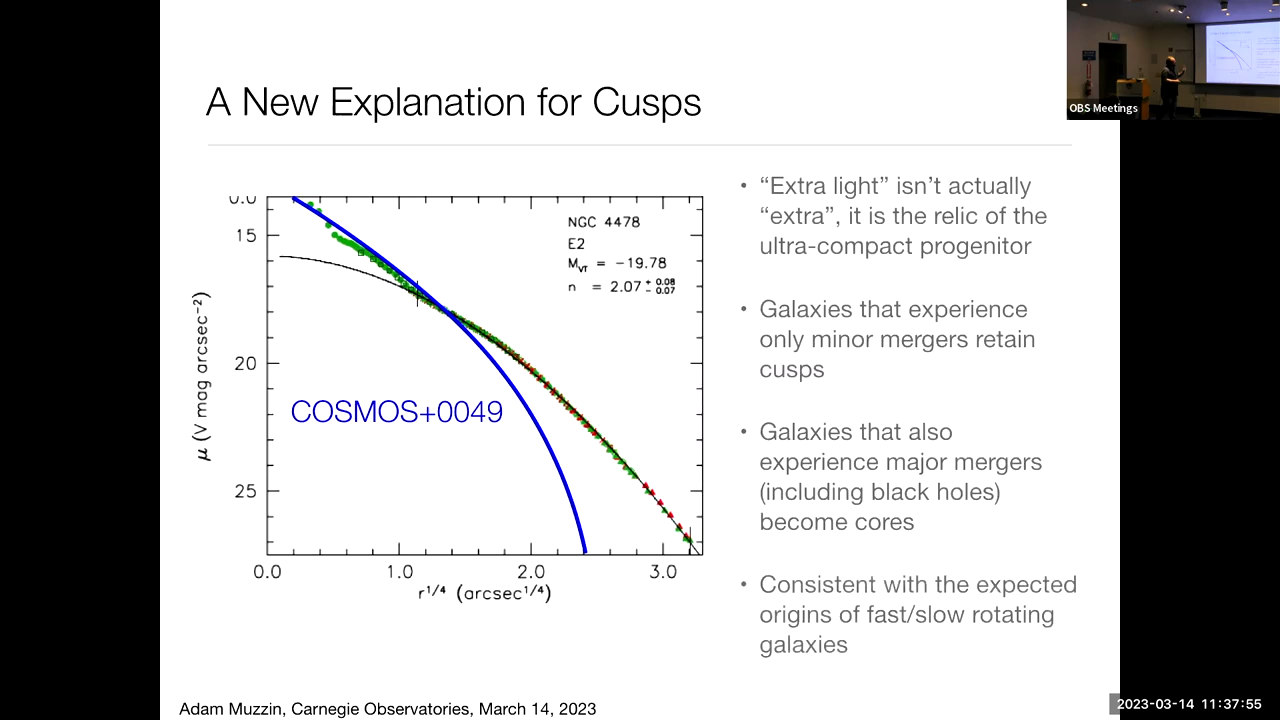 A New Explanation for Cusps
OBS Meetings
0.0
15
20
25
μ (V mag arcsec⁻²)
NGC 4478
E2
M_VT = −19.78
n = 2.07 + 0.08 − 0.07
COSMOS+0049
0.0 1.0 2.0 3.0
r¹/⁴ (arcsec¹/⁴)
• “Extra light” isn’t actually
“extra”, it is the relic of the
ultra-compact progenitor
• Galaxies that experience
only minor mergers retain
cusps
• Galaxies that also
experience major mergers
(including black holes)
become cores
• Consistent with the expected
origins of fast/slow rotating
galaxies
Adam Muzzin, Carnegie Observatories, March 14, 2023
2023-03-14 11:37:55